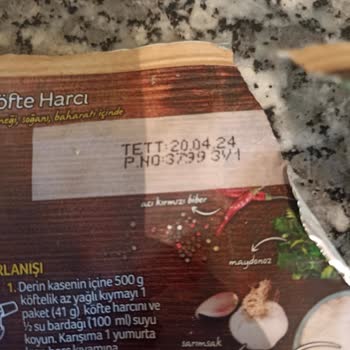 öfte Harcı
meği, soğanı, baharatı içinde
TETT:20.04.24
P.NO:3799 3V1
acı kırmızı biber
maydonoz
RLANIŞI
1. Derin kasenin içine 500 g
köftelik az yağlı kıymayı 1
paket (41 g) köfte harcını ve
½ su bardağı (100 ml) suyu
koyun. Karışıma 1 yumurta
sarımsak